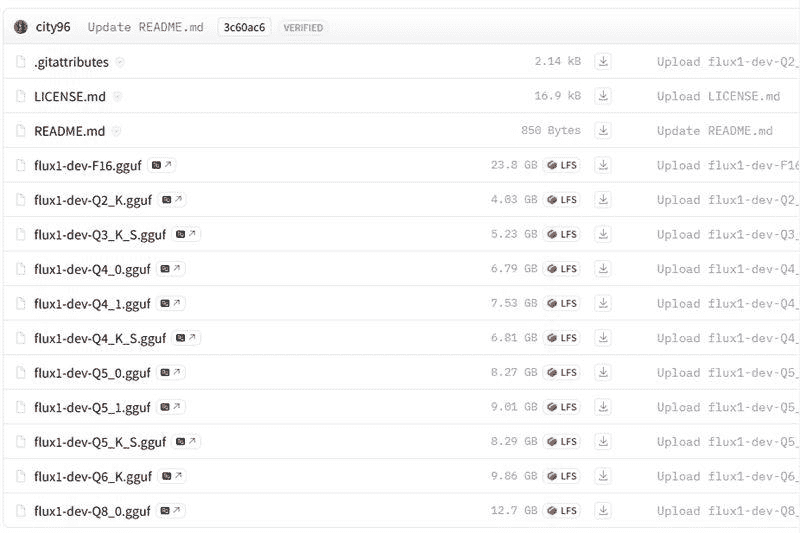 city96 Update README.md 3c60ac6 VERIFIED
.gitattributes 2.14 kB Upload flux1-dev-Q2_
LICENSE.md 16.9 kB Upload LICENSE.md
README.md 850 Bytes Update README.md
flux1-dev-F16.gguf 23.8 GB LFS Upload flux1-dev-F16
flux1-dev-Q2_K.gguf 4.03 GB LFS Upload flux1-dev-Q2_
flux1-dev-Q3_K_S.gguf 5.23 GB LFS Upload flux1-dev-Q3_
flux1-dev-Q4_0.gguf 6.79 GB LFS Upload flux1-dev-Q4_
flux1-dev-Q4_1.gguf 7.53 GB LFS Upload flux1-dev-Q4_
flux1-dev-Q4_K_S.gguf 6.81 GB LFS Upload flux1-dev-Q4_
flux1-dev-Q5_0.gguf 8.27 GB LFS Upload flux1-dev-Q5_
flux1-dev-Q5_1.gguf 9.01 GB LFS Upload flux1-dev-Q5_
flux1-dev-Q5_K_S.gguf 8.29 GB LFS Upload flux1-dev-Q5_
flux1-dev-Q6_K.gguf 9.86 GB LFS Upload flux1-dev-Q6_
flux1-dev-Q8_0.gguf 12.7 GB LFS Upload flux1-dev-Q8_